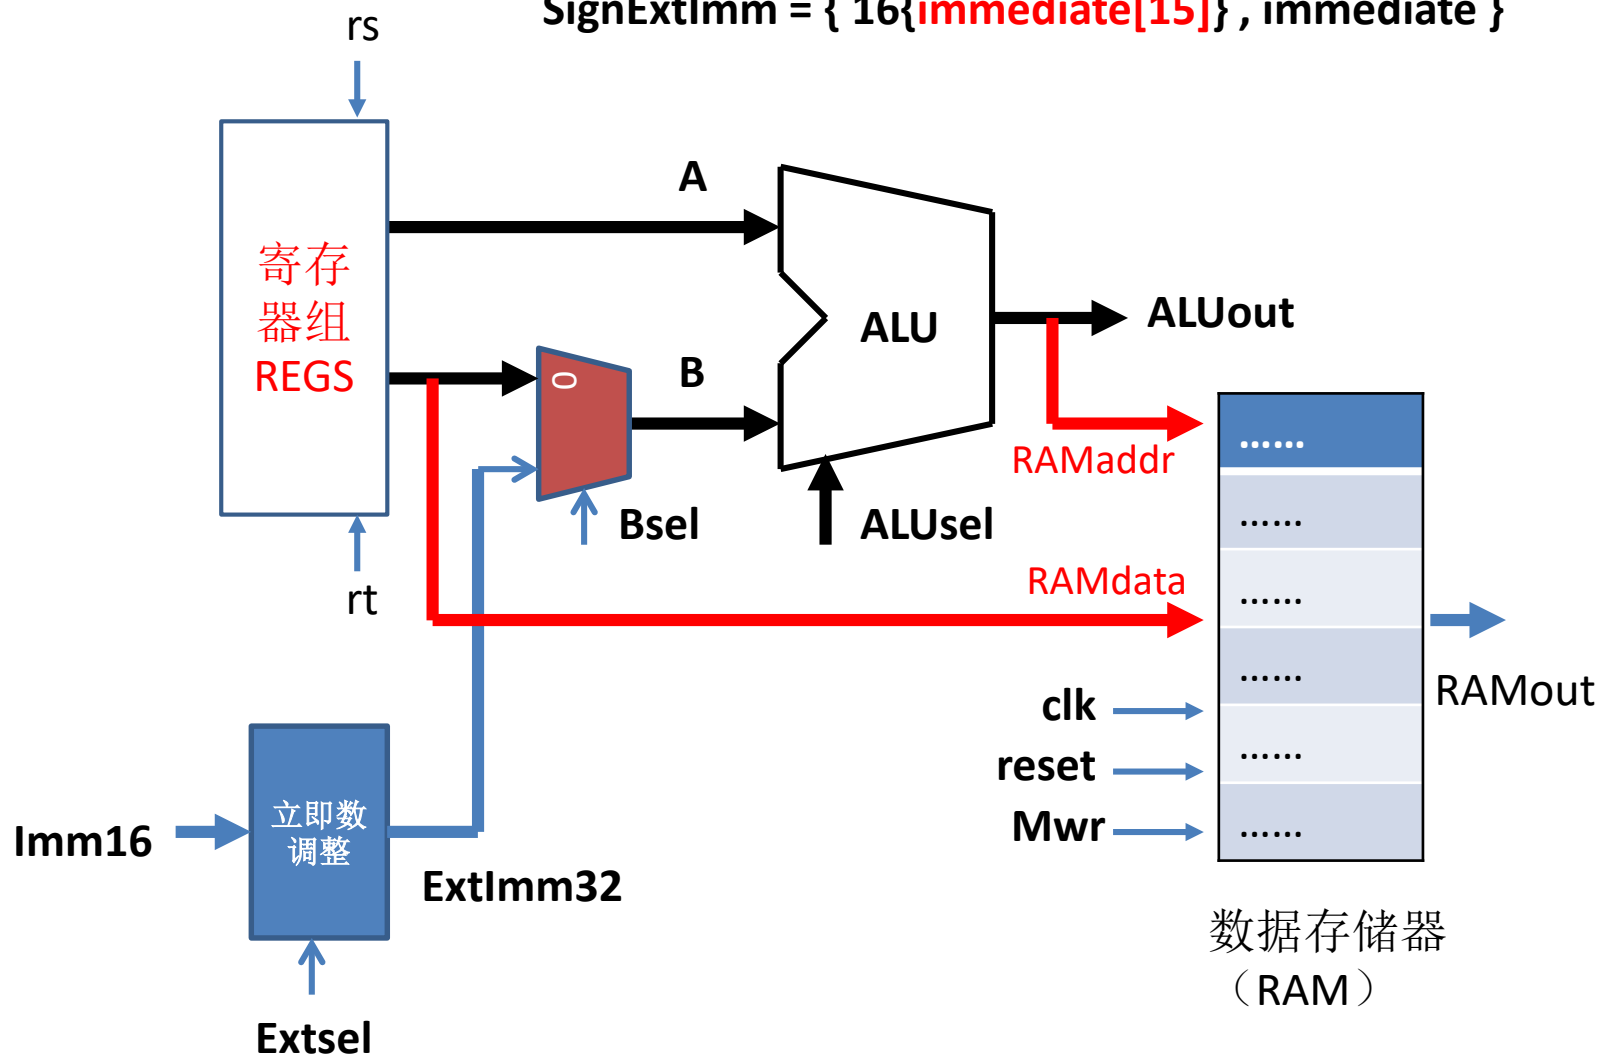 SignExtImm = { 16{immediate[15]} , immediate }
rs
A
寄存
器组
REGS
0
B
ALU
ALUout
RAMaddr
Bsel
ALUsel
rt
RAMdata
……
……
……
……
……
……
RAMout
clk
reset
Mwr
Imm16
立即数
调整
ExtImm32
Extsel
数据存储器
（RAM）